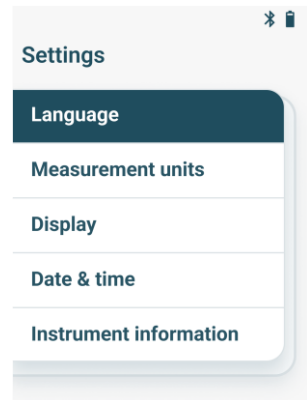 Settings
Language
Measurement units
Display
Date & time
Instrument information